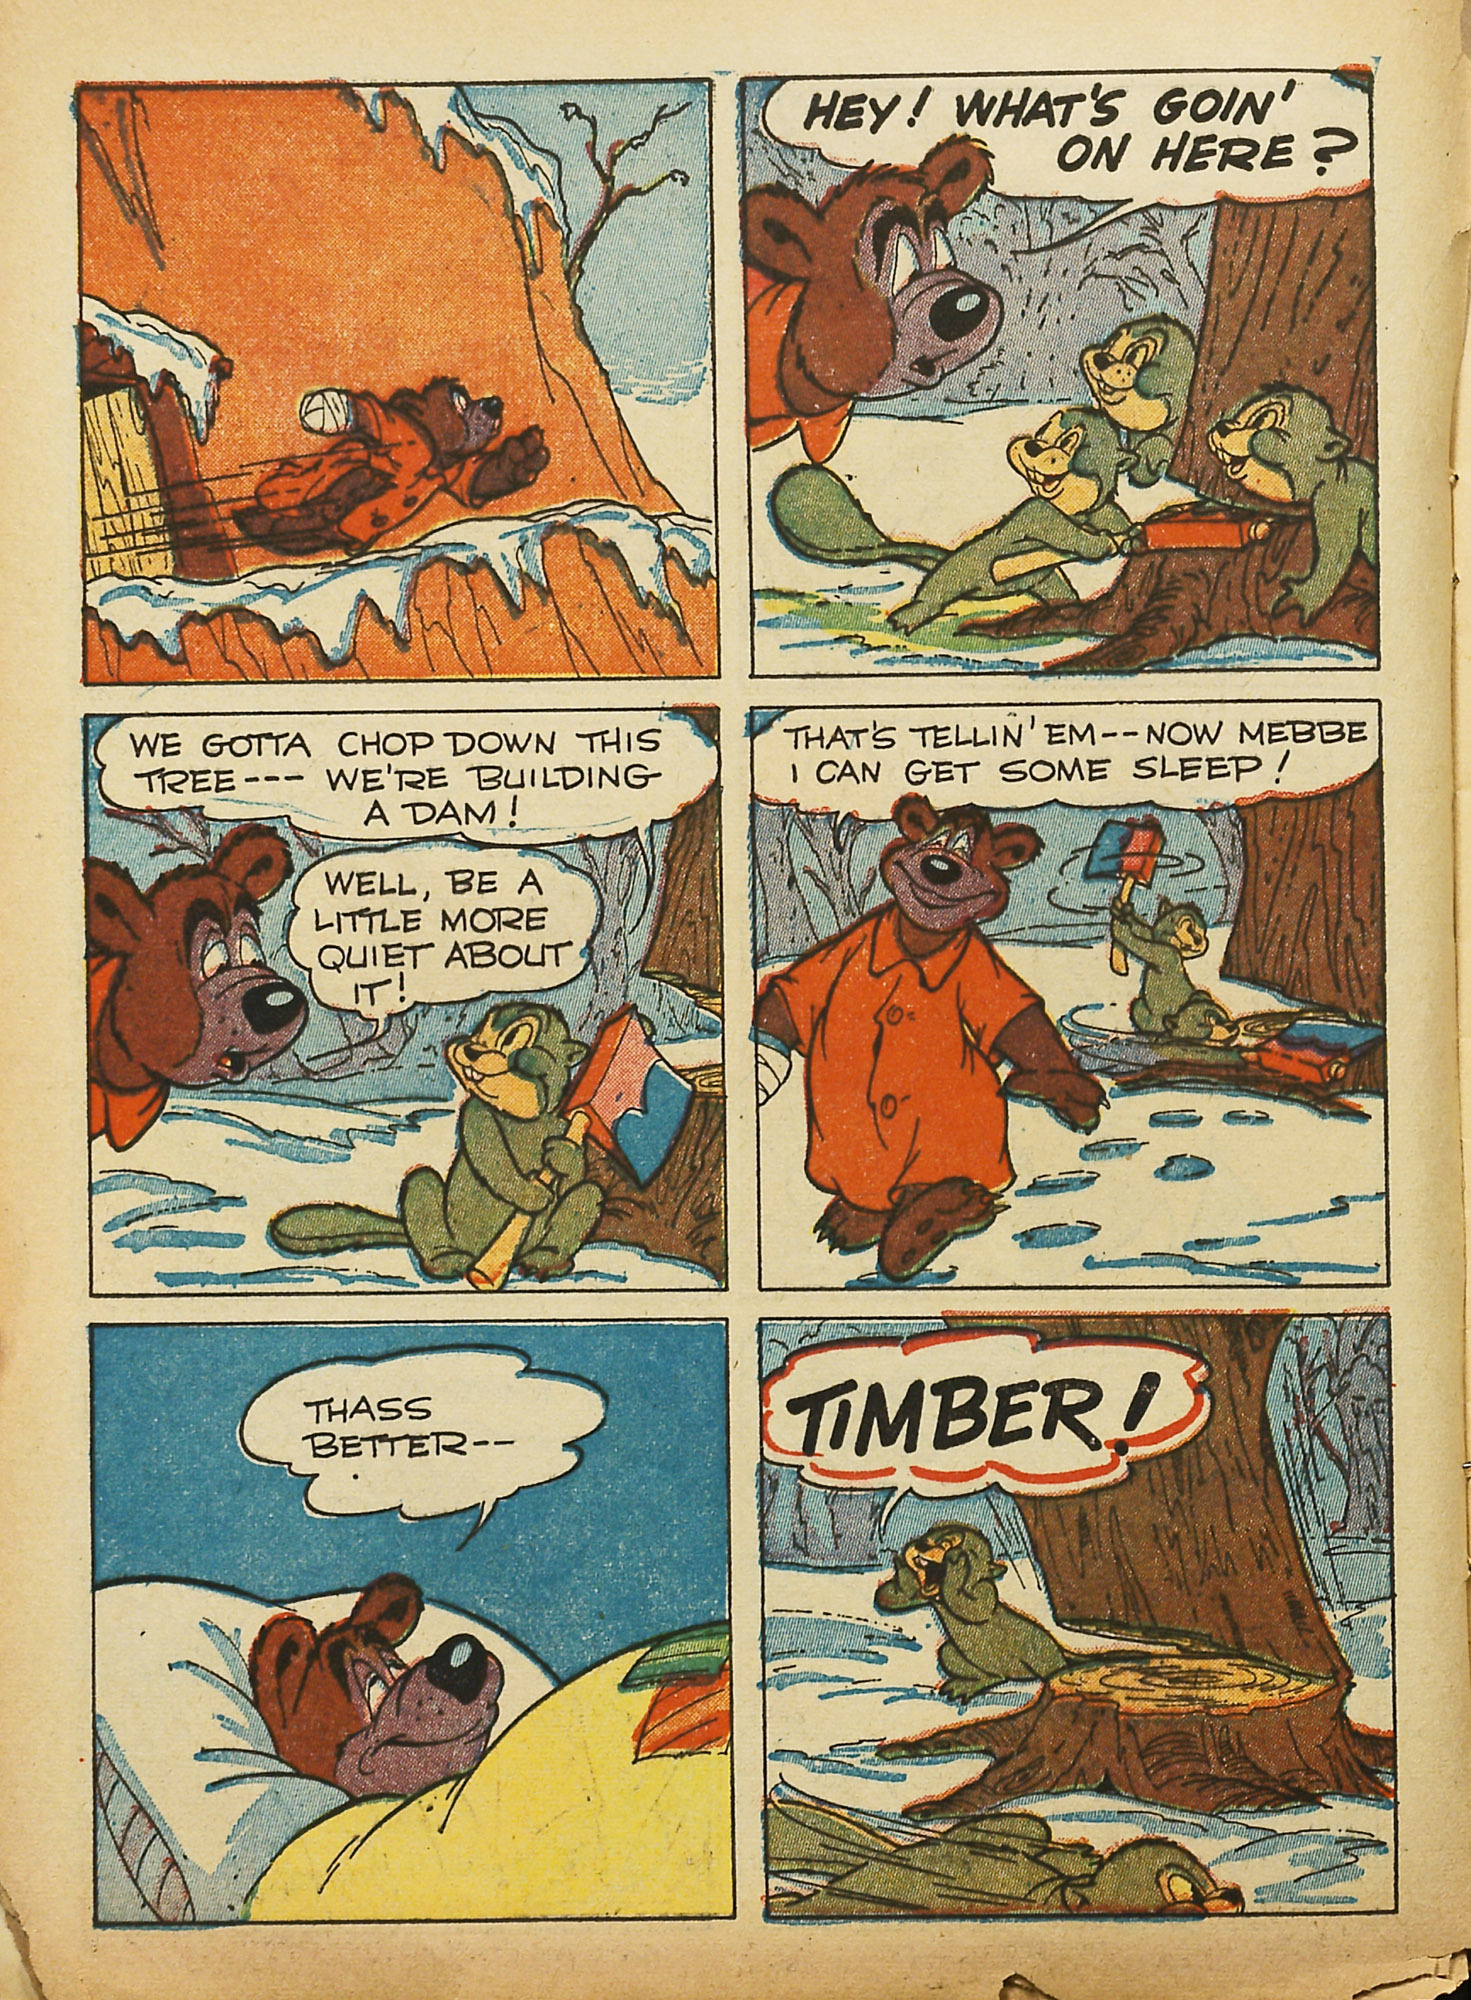 HEY! WHAT'S GOIN'
ON HERE?
WE GOTTA CHOP DOWN THIS
TREE--- WE'RE BUILDING
A DAM!
WELL, BE A
LITTLE MORE
QUIET ABOUT
IT!
THAT'S TELLIN' EM--NOW MEBBE
I CAN GET SOME SLEEP!
THASS
BETTER--
TIMBER!